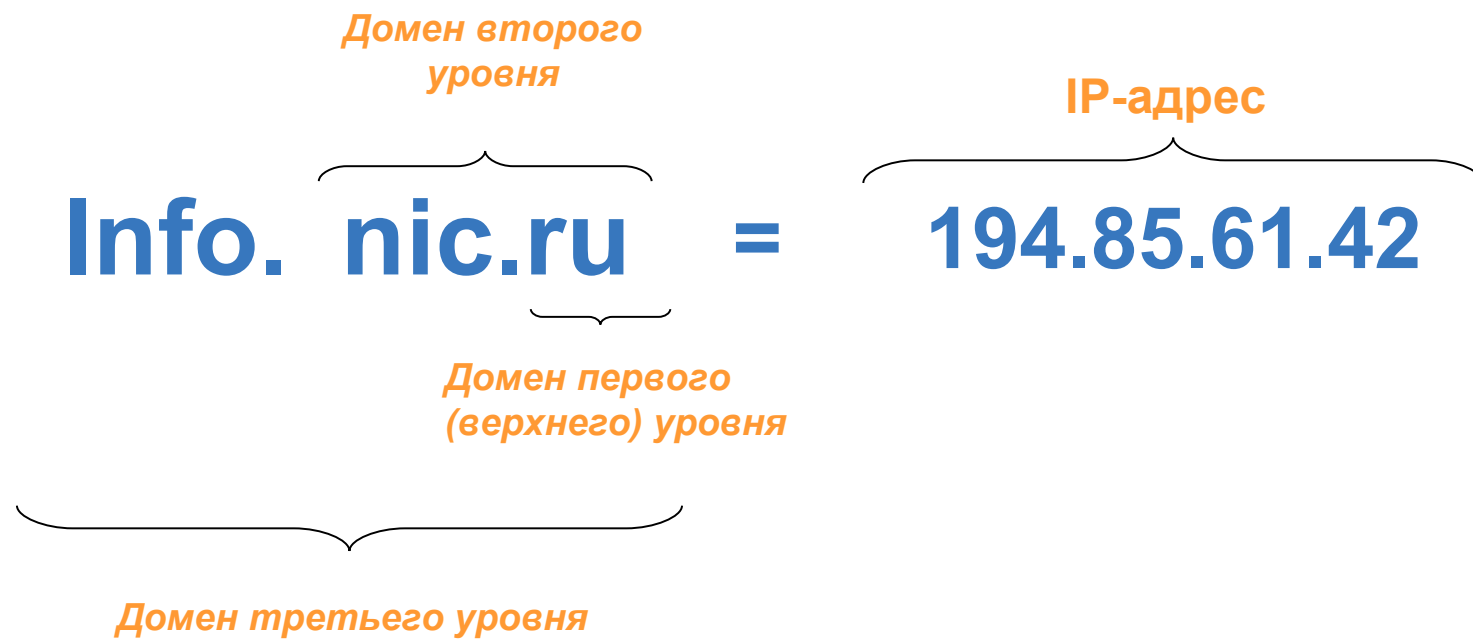 Домен второго
уровня
IP-адрес
Info. nic.ru = 194.85.61.42
Домен первого
(верхнего) уровня
Домен третьего уровня